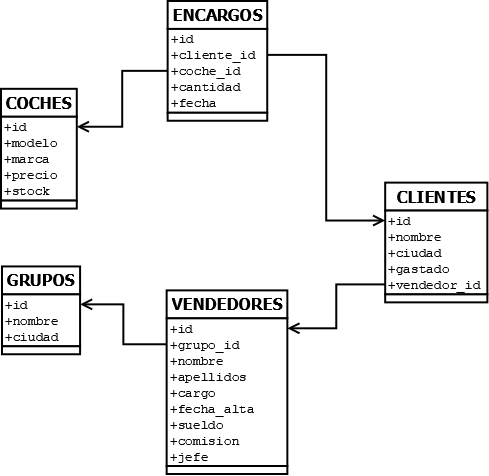 ENCARGOS
+id
+cliente_id
+coche_id
+cantidad
+fecha
COCHES
+id
+modelo
+marca
+precio
+stock
CLIENTES
+id
+nombre
+ciudad
+gastado
+vendedor_id
GRUPOS
+id
+nombre
+ciudad
VENDEDORES
+id
+grupo_id
+nombre
+apellidos
+cargo
+fecha_alta
+sueldo
+comision
+jefe